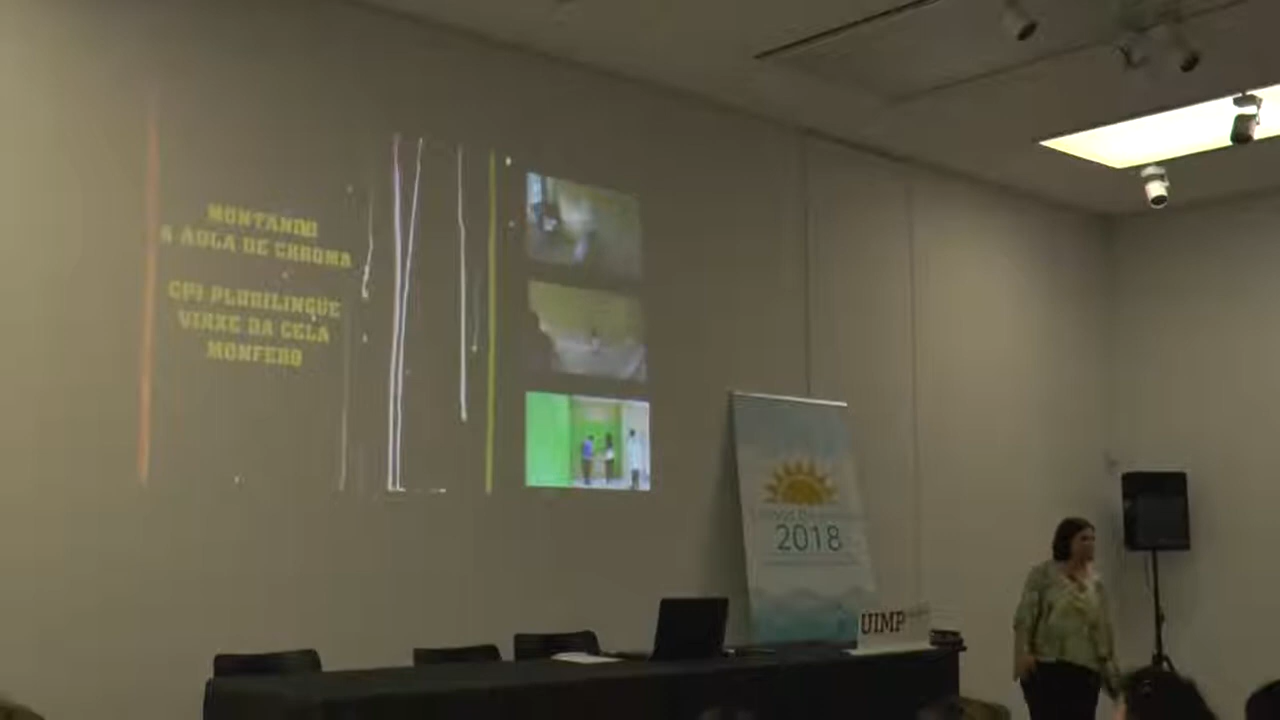 MONTANDO
A AULA DE CHROMA
CPI PLURILINGÜE
VIRXE DA CELA
MONFERO
2018
UIMP